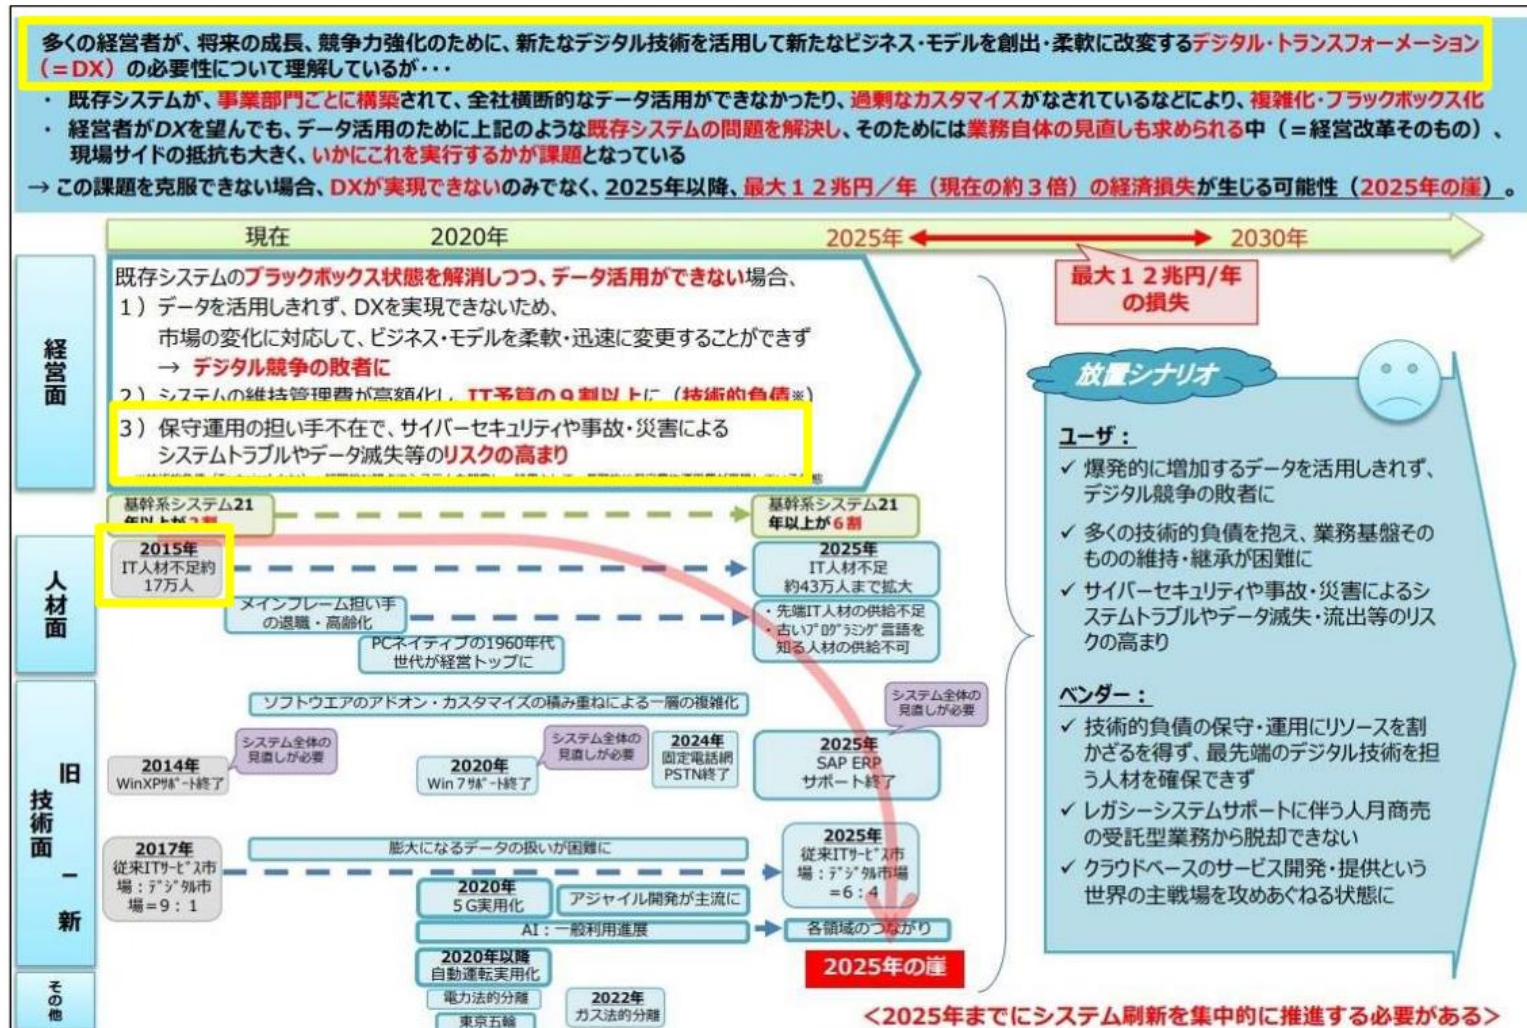 多くの経営者が、将来の成長、競争力強化のために、新たなデジタル技術を活用して新たなビジネス・モデルを創出・柔軟に改変するデジタル・トランスフォーメーション
（＝DX）の必要性について理解しているが・・・
・ 既存システムが、事業部門ごとに構築されて、全社横断的なデータ活用ができなかったり、過剰なカスタマイズがなされているなどにより、複雑化・ブラックボックス化
・ 経営者がDXを望んでも、データ活用のために上記のような既存システムの問題を解決し、そのためには業務自体の見直しも求められる中（＝経営改革そのもの）、
現場サイドの抵抗も大きく、いかにこれを実行するかが課題となっている
→ この課題を克服できない場合、DXが実現できないのみでなく、2025年以降、最大１２兆円／年（現在の約３倍）の経済損失が生じる可能性（2025年の崖）。
現在
2020年
2025年
2030年
最大１２兆円/年
の損失
経営面
既存システムのブラックボックス状態を解消しつつ、データ活用ができない場合、
１）データを活用しきれず、DXを実現できないため、
市場の変化に対応して、ビジネス・モデルを柔軟・迅速に変更することができず
→ デジタル競争の敗者に
２）システムの維持管理費が高額化し、IT予算の９割以上に（技術的負債※）
３）保守運用の担い手不在で、サイバーセキュリティや事故・災害による
システムトラブルやデータ滅失等のリスクの高まり
基幹系システム21
年以上が２割
基幹系システム21
年以上が６割
人材面
2015年
IT人材不足約
17万人
2025年
IT人材不足
約43万人まで拡大
メインフレーム担い手
の退職・高齢化
・先端IT人材の供給不足
・古いﾌﾟﾛｸﾞﾗﾐﾝｸﾞ言語を
知る人材の供給不可
PCネイティブの1960年代
世代が経営トップに
旧
技術面
－
新
ソフトウエアのアドオン・カスタマイズの積み重ねによる一層の複雑化
システム全体の
見直しが必要
システム全体の
見直しが必要
システム全体の
見直しが必要
2014年
WinXPｻﾎﾟｰﾄ終了
2020年
Win７ｻﾎﾟｰﾄ終了
2024年
固定電話網
PSTN終了
2025年
SAP ERP
サポート終了
2017年
従来ITｻｰﾋﾞｽ市
場：ﾃﾞｼﾞﾀﾙ市
場＝9：1
膨大になるデータの扱いが困難に
2025年
従来ITｻｰﾋﾞｽ市
場：ﾃﾞｼﾞﾀﾙ市場
＝6：4
2020年
５G実用化
アジャイル開発が主流に
AI：一般利用進展
各領域のつながり
2020年以降
自動運転実用化
2025年の崖
その他
電力法的分離
東京五輪
2022年
ガス法的分離
放置シナリオ
ユーザ：
✓ 爆発的に増加するデータを活用しきれず、
デジタル競争の敗者に
✓ 多くの技術的負債を抱え、業務基盤その
ものの維持・継承が困難に
✓ サイバーセキュリティや事故・災害によるシ
ステムトラブルやデータ滅失・流出等のリス
クの高まり
ベンダー：
✓ 技術的負債の保守・運用にリソースを割
かざるを得ず、最先端のデジタル技術を担
う人材を確保できず
✓ レガシーシステムサポートに伴う人月商売
の受託型業務から脱却できない
✓ クラウドベースのサービス開発・提供という
世界の主戦場を攻めあぐねる状態に
＜2025年までにシステム刷新を集中的に推進する必要がある＞